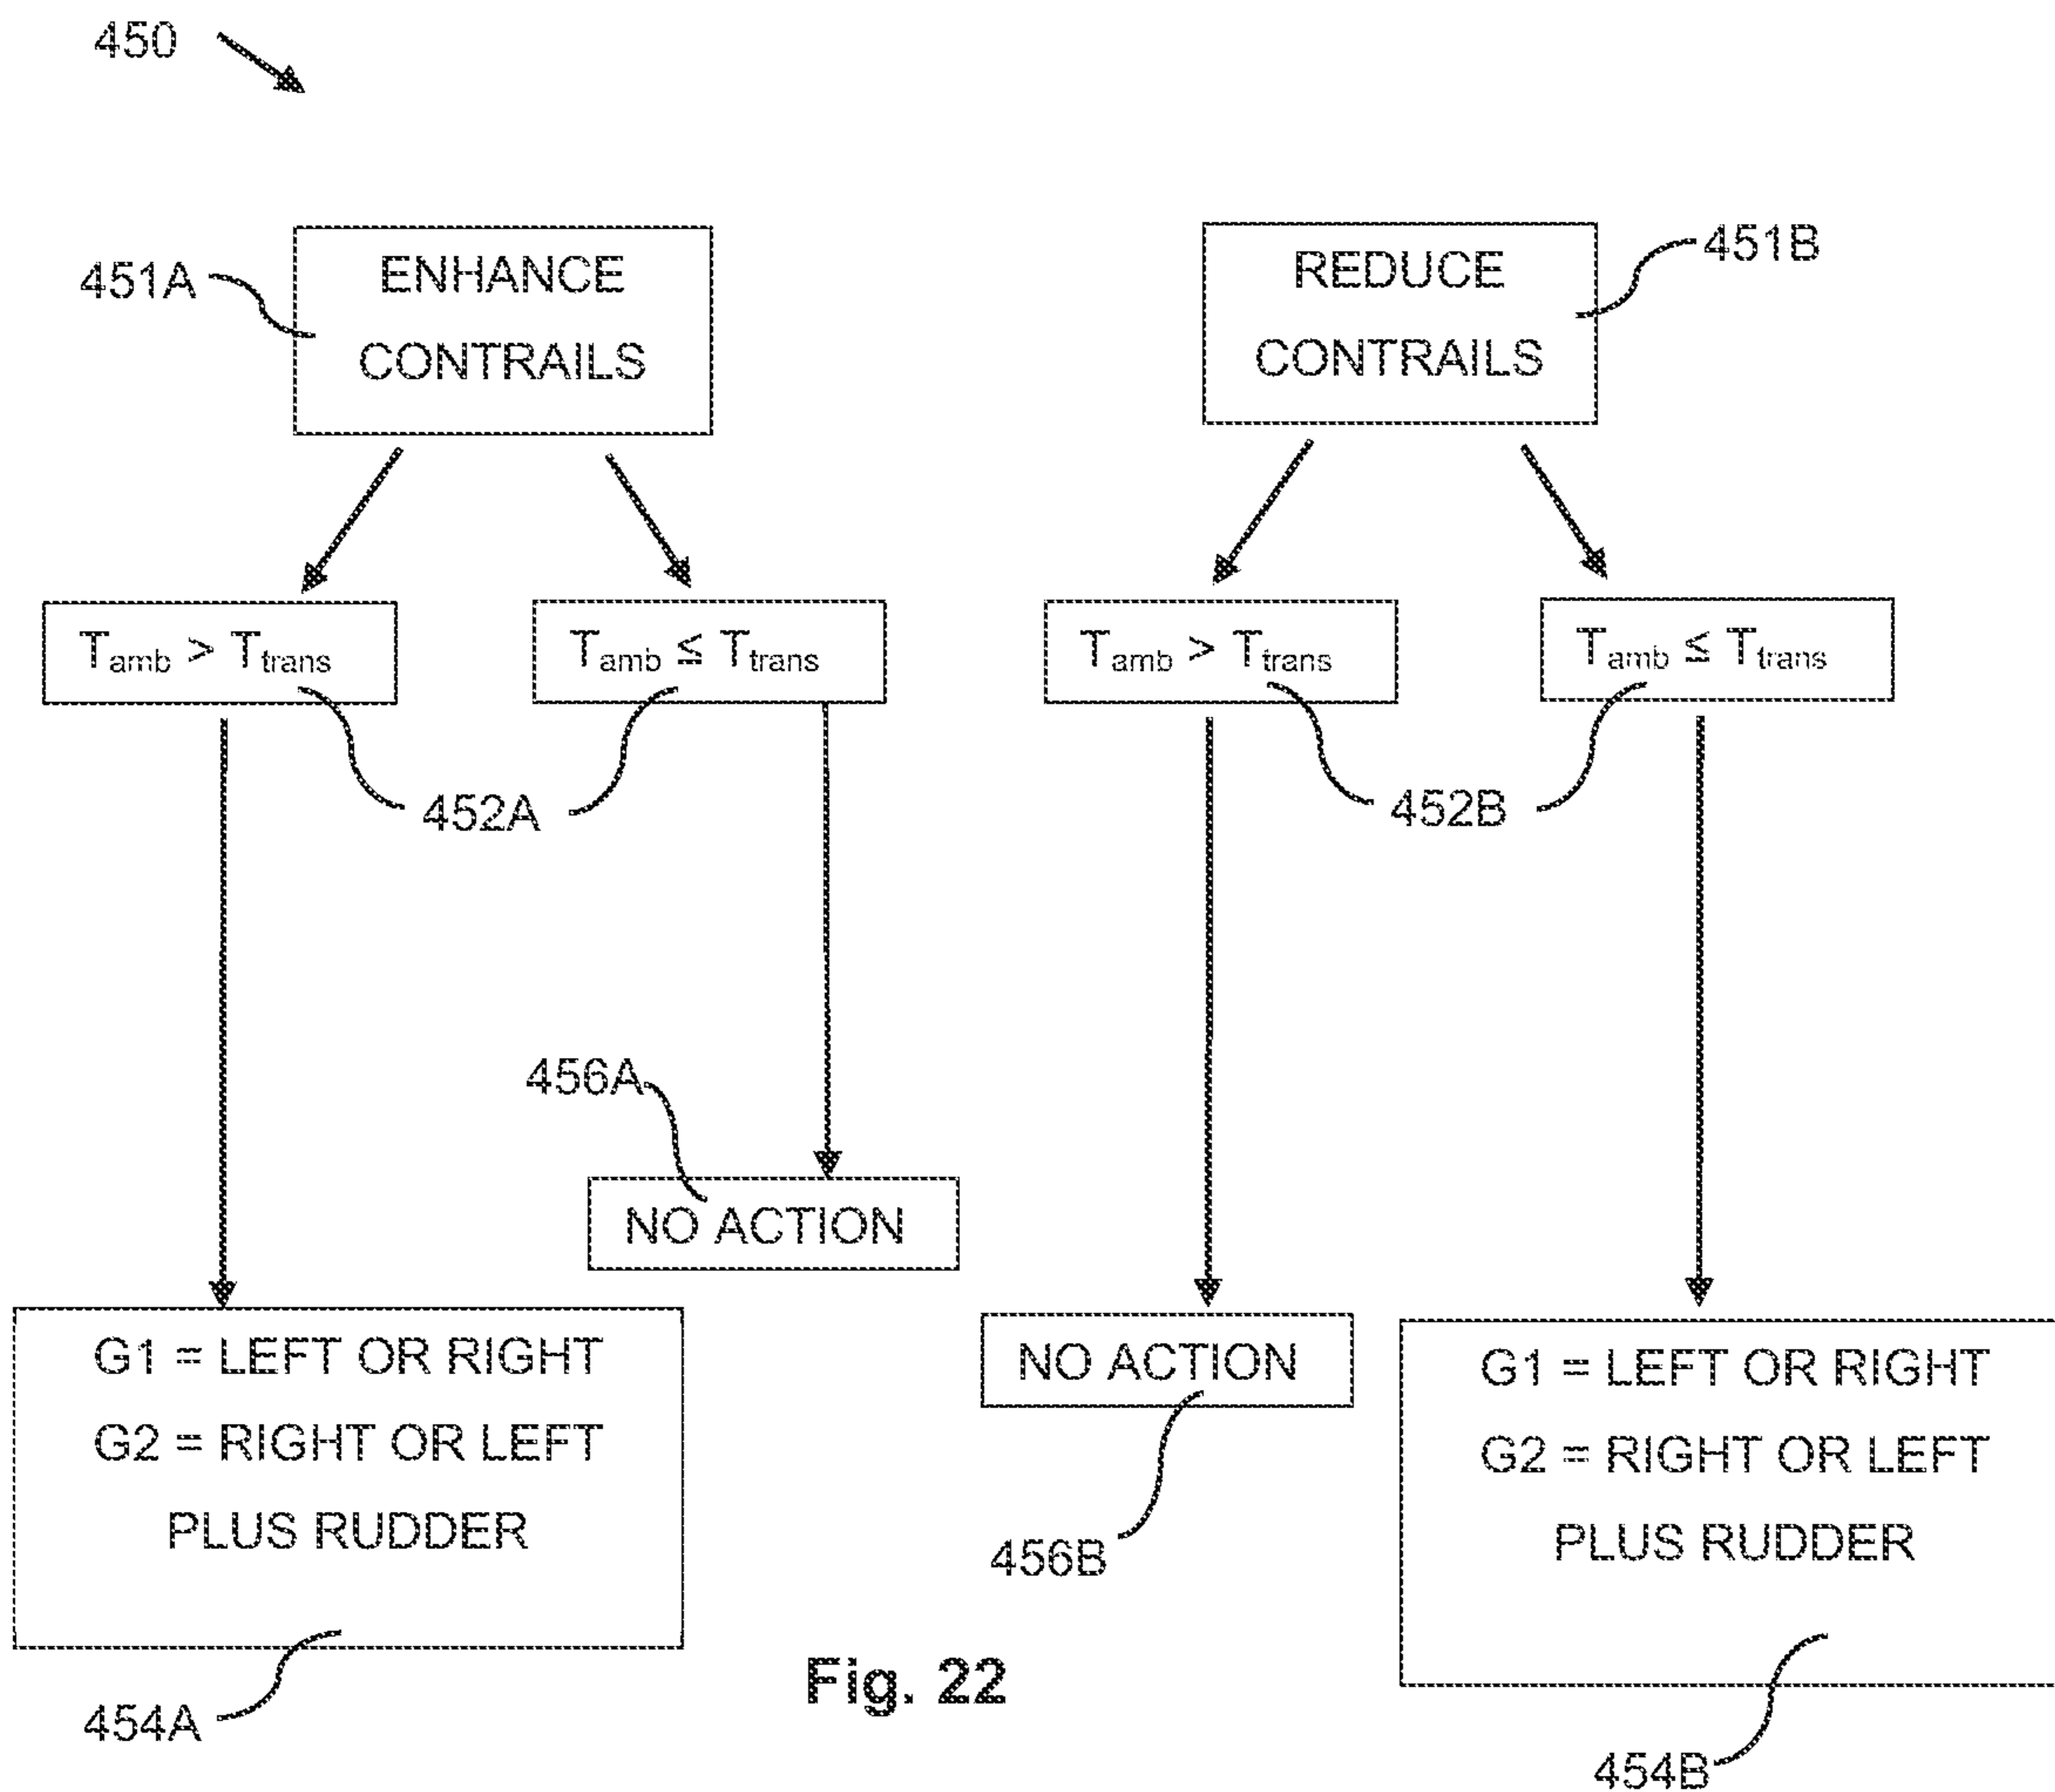 450
ENHANCE
CONTRAILS
451A
REDUCE
CONTRAILS
451B
Tamb > Ttrans
Tamb ≤ Ttrans
Tamb > Ttrans
Tamb ≤ Ttrans
452A
452B
456A
NO ACTION
G1 = LEFT OR RIGHT
G2 = RIGHT OR LEFT
PLUS RUDDER
NO ACTION
G1 = LEFT OR RIGHT
G2 = RIGHT OR LEFT
PLUS RUDDER
456B
454A
Fig. 22
454B